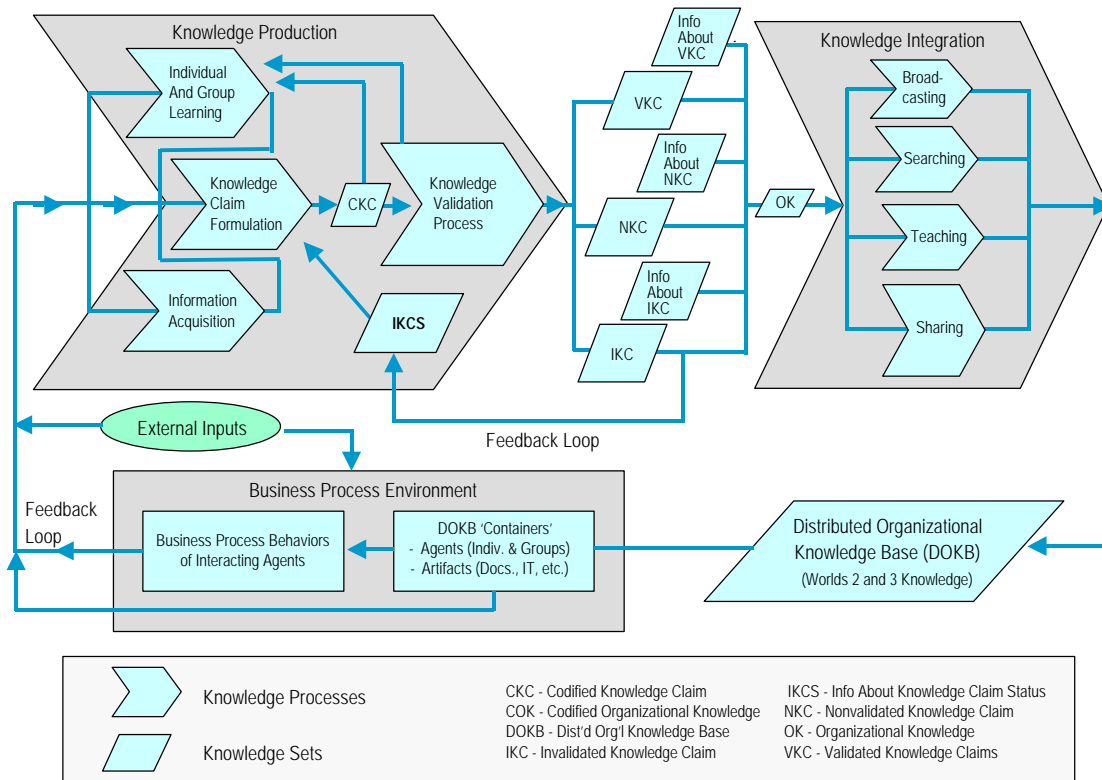 Knowledge Production
Individual
And Group
Learning
Knowledge
Claim
Formulation
Information
Acquisition
CKC
Knowledge
Validation
Process
IKCS
Info
About
VKC
VKC
Info
About
NKC
NKC
Info
About
IKC
IKC
OK
Knowledge Integration
Broad-
casting
Searching
Teaching
Sharing
External Inputs
Feedback Loop
Feedback
Loop
Business Process Environment
Business Process Behaviors
of Interacting Agents
DOKB 'Containers'
- Agents (Indiv. & Groups)
- Artifacts (Docs., IT, etc.)
Distributed Organizational
Knowledge Base (DOKB)
(Worlds 2 and 3 Knowledge)
Knowledge Processes
Knowledge Sets
CKC - Codified Knowledge Claim
COK - Codified Organizational Knowledge
DOKB - Dist'd Org'l Knowledge Base
IKC - Invalidated Knowledge Claim
IKCS - Info About Knowledge Claim Status
NKC - Nonvalidated Knowledge Claim
OK - Organizational Knowledge
VKC - Validated Knowledge Claims